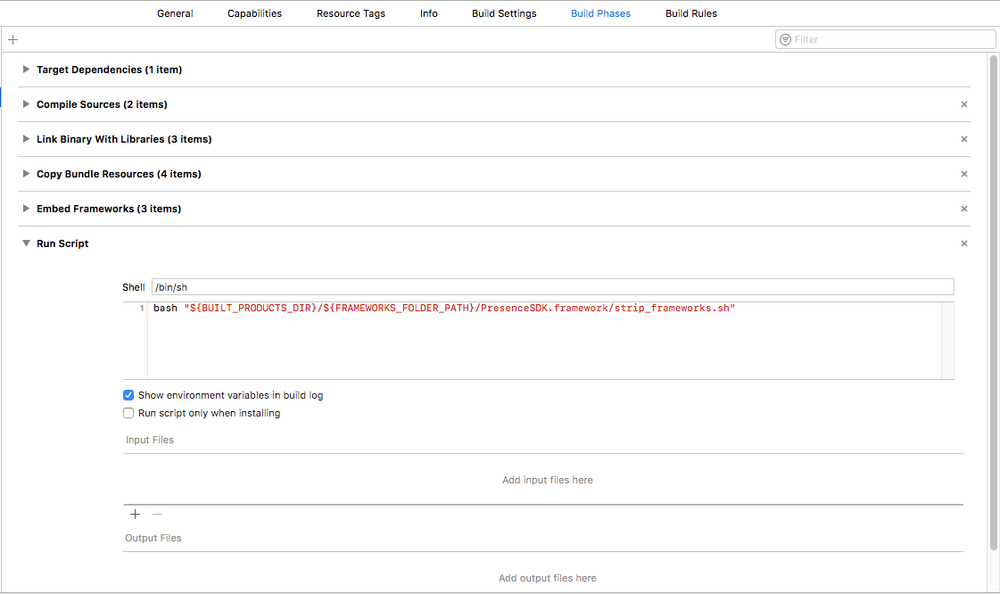 General Capabilities Resource Tags Info Build Settings Build Phases Build Rules
Filter
Target Dependencies (1 item)
Compile Sources (2 items)
Link Binary With Libraries (3 items)
Copy Bundle Resources (4 items)
Embed Frameworks (3 items)
Run Script
Shell /bin/sh
1 bash "${BUILT_PRODUCTS_DIR}/${FRAMEWORKS_FOLDER_PATH}/PresenceSDK.framework/strip_frameworks.sh"
Show environment variables in build log
Run script only when installing
Input Files
Add input files here
Output Files
Add output files here